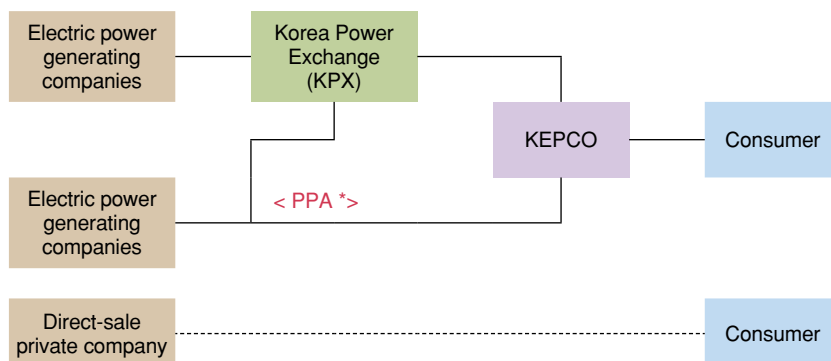 Electric power
generating
companies
Korea Power
Exchange
(KPX)
KEPCO
Consumer
Electric power
generating
companies
< PPA *>
Direct-sale
private company
Consumer